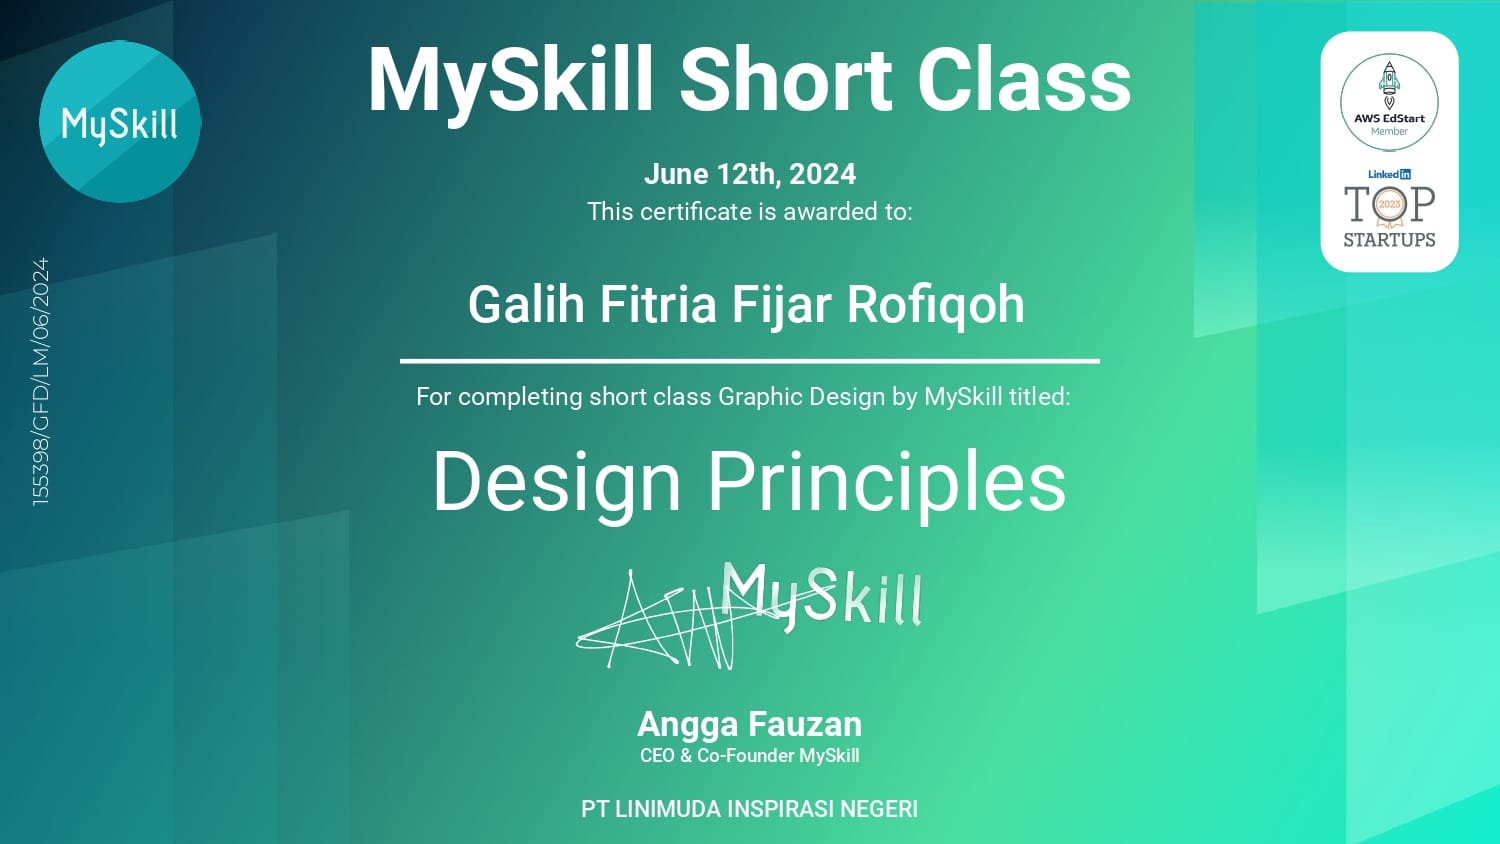 MySkill
MySkill Short Class
AWS EdStart
Member
LinkedIn
TOP
2023
STARTUPS
June 12th, 2024
This certificate is awarded to:
155398/GFD/LM/06/2024
Galih Fitria Fijar Rofiqoh
For completing short class Graphic Design by MySkill titled:
Design Principles
MySkill
Angga Fauzan
CEO & Co-Founder MySkill
PT LINIMUDA INSPIRASI NEGERI